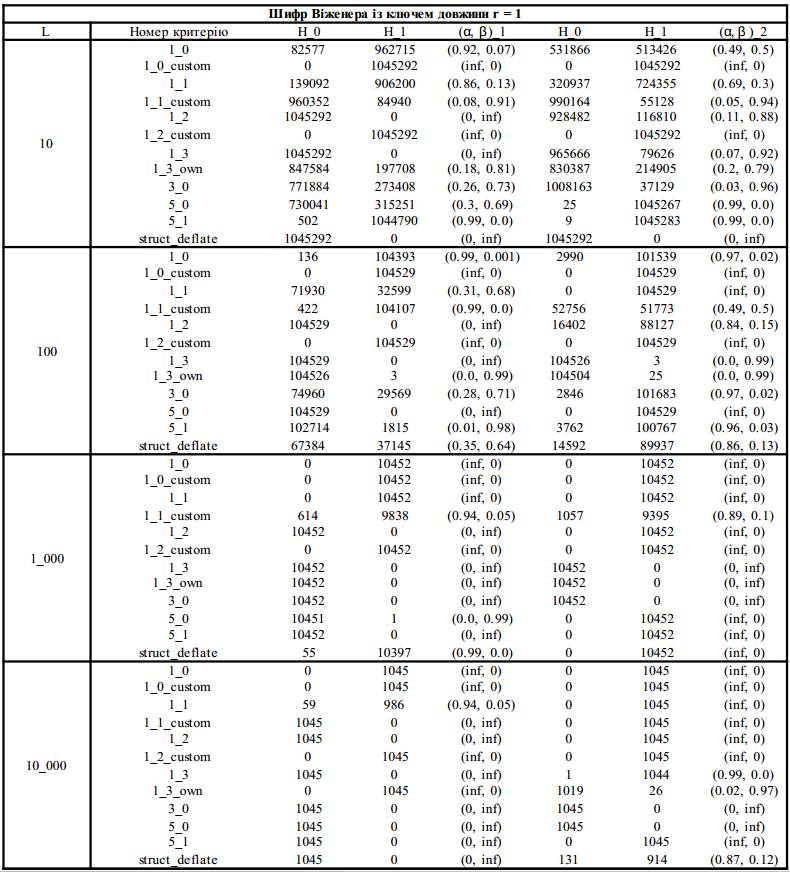 Шифр Віженера із ключем довжини r = 1
L Номер критерію H_0 H_1 (α, β)_1 H_0 H_1 (α, β)_2
10
1_0 82577 962715 (0.92, 0.07) 531866 513426 (0.49, 0.5)
1_0_custom 0 1045292 (inf, 0) 0 1045292 (inf, 0)
1_1 139092 906200 (0.86, 0.13) 320937 724355 (0.69, 0.3)
1_1_custom 960352 84940 (0.08, 0.91) 990164 55128 (0.05, 0.94)
1_2 1045292 0 (0, inf) 928482 116810 (0.11, 0.88)
1_2_custom 0 1045292 (inf, 0) 0 1045292 (inf, 0)
1_3 1045292 0 (0, inf) 965666 79626 (0.07, 0.92)
1_3_own 847584 197708 (0.18, 0.81) 830387 214905 (0.2, 0.79)
3_0 771884 273408 (0.26, 0.73) 1008163 37129 (0.03, 0.96)
5_0 730041 315251 (0.3, 0.69) 25 1045267 (0.99, 0.0)
5_1 502 1044790 (0.99, 0.0) 9 1045283 (0.99, 0.0)
struct_deflate 1045292 0 (0, inf) 1045292 0 (0, inf)
100
1_0 136 104393 (0.99, 0.001) 2990 101539 (0.97, 0.02)
1_0_custom 0 104529 (inf, 0) 0 104529 (inf, 0)
1_1 71930 32599 (0.31, 0.68) 0 104529 (inf, 0)
1_1_custom 422 104107 (0.99, 0.0) 52756 51773 (0.49, 0.5)
1_2 104529 0 (0, inf) 16402 88127 (0.84, 0.15)
1_2_custom 0 104529 (inf, 0) 0 104529 (inf, 0)
1_3 104529 0 (0, inf) 104526 3 (0.0, 0.99)
1_3_own 104526 3 (0.0, 0.99) 104504 25 (0.0, 0.99)
3_0 74960 29569 (0.28, 0.71) 2846 101683 (0.97, 0.02)
5_0 104529 0 (0, inf) 0 104529 (inf, 0)
5_1 102714 1815 (0.01, 0.98) 3762 100767 (0.96, 0.03)
struct_deflate 67384 37145 (0.35, 0.64) 14592 89937 (0.86, 0.13)
1_000
1_0 0 10452 (inf, 0) 0 10452 (inf, 0)
1_0_custom 0 10452 (inf, 0) 0 10452 (inf, 0)
1_1 0 10452 (inf, 0) 0 10452 (inf, 0)
1_1_custom 614 9838 (0.94, 0.05) 1057 9395 (0.89, 0.1)
1_2 10452 0 (0, inf) 0 10452 (inf, 0)
1_2_custom 0 10452 (inf, 0) 0 10452 (inf, 0)
1_3 10452 0 (0, inf) 10452 0 (0, inf)
1_3_own 10452 0 (0, inf) 10452 0 (0, inf)
3_0 10452 0 (0, inf) 10452 0 (0, inf)
5_0 10451 1 (0.0, 0.99) 0 10452 (inf, 0)
5_1 10452 0 (0, inf) 0 10452 (inf, 0)
struct_deflate 55 10397 (0.99, 0.0) 0 10452 (inf, 0)
10_000
1_0 0 1045 (inf, 0) 0 1045 (inf, 0)
1_0_custom 0 1045 (inf, 0) 0 1045 (inf, 0)
1_1 59 986 (0.94, 0.05) 0 1045 (inf, 0)
1_1_custom 1045 0 (0, inf) 0 1045 (inf, 0)
1_2 1045 0 (0, inf) 0 1045 (inf, 0)
1_2_custom 0 1045 (inf, 0) 0 1045 (inf, 0)
1_3 1045 0 (0, inf) 1 1044 (0.99, 0.0)
1_3_own 0 1045 (inf, 0) 1019 26 (0.02, 0.97)
3_0 1045 0 (0, inf) 1045 0 (0, inf)
5_0 1045 0 (0, inf) 1045 0 (0, inf)
5_1 1045 0 (0, inf) 0 1045 (inf, 0)
struct_deflate 1045 0 (0, inf) 131 914 (0.87, 0.12)